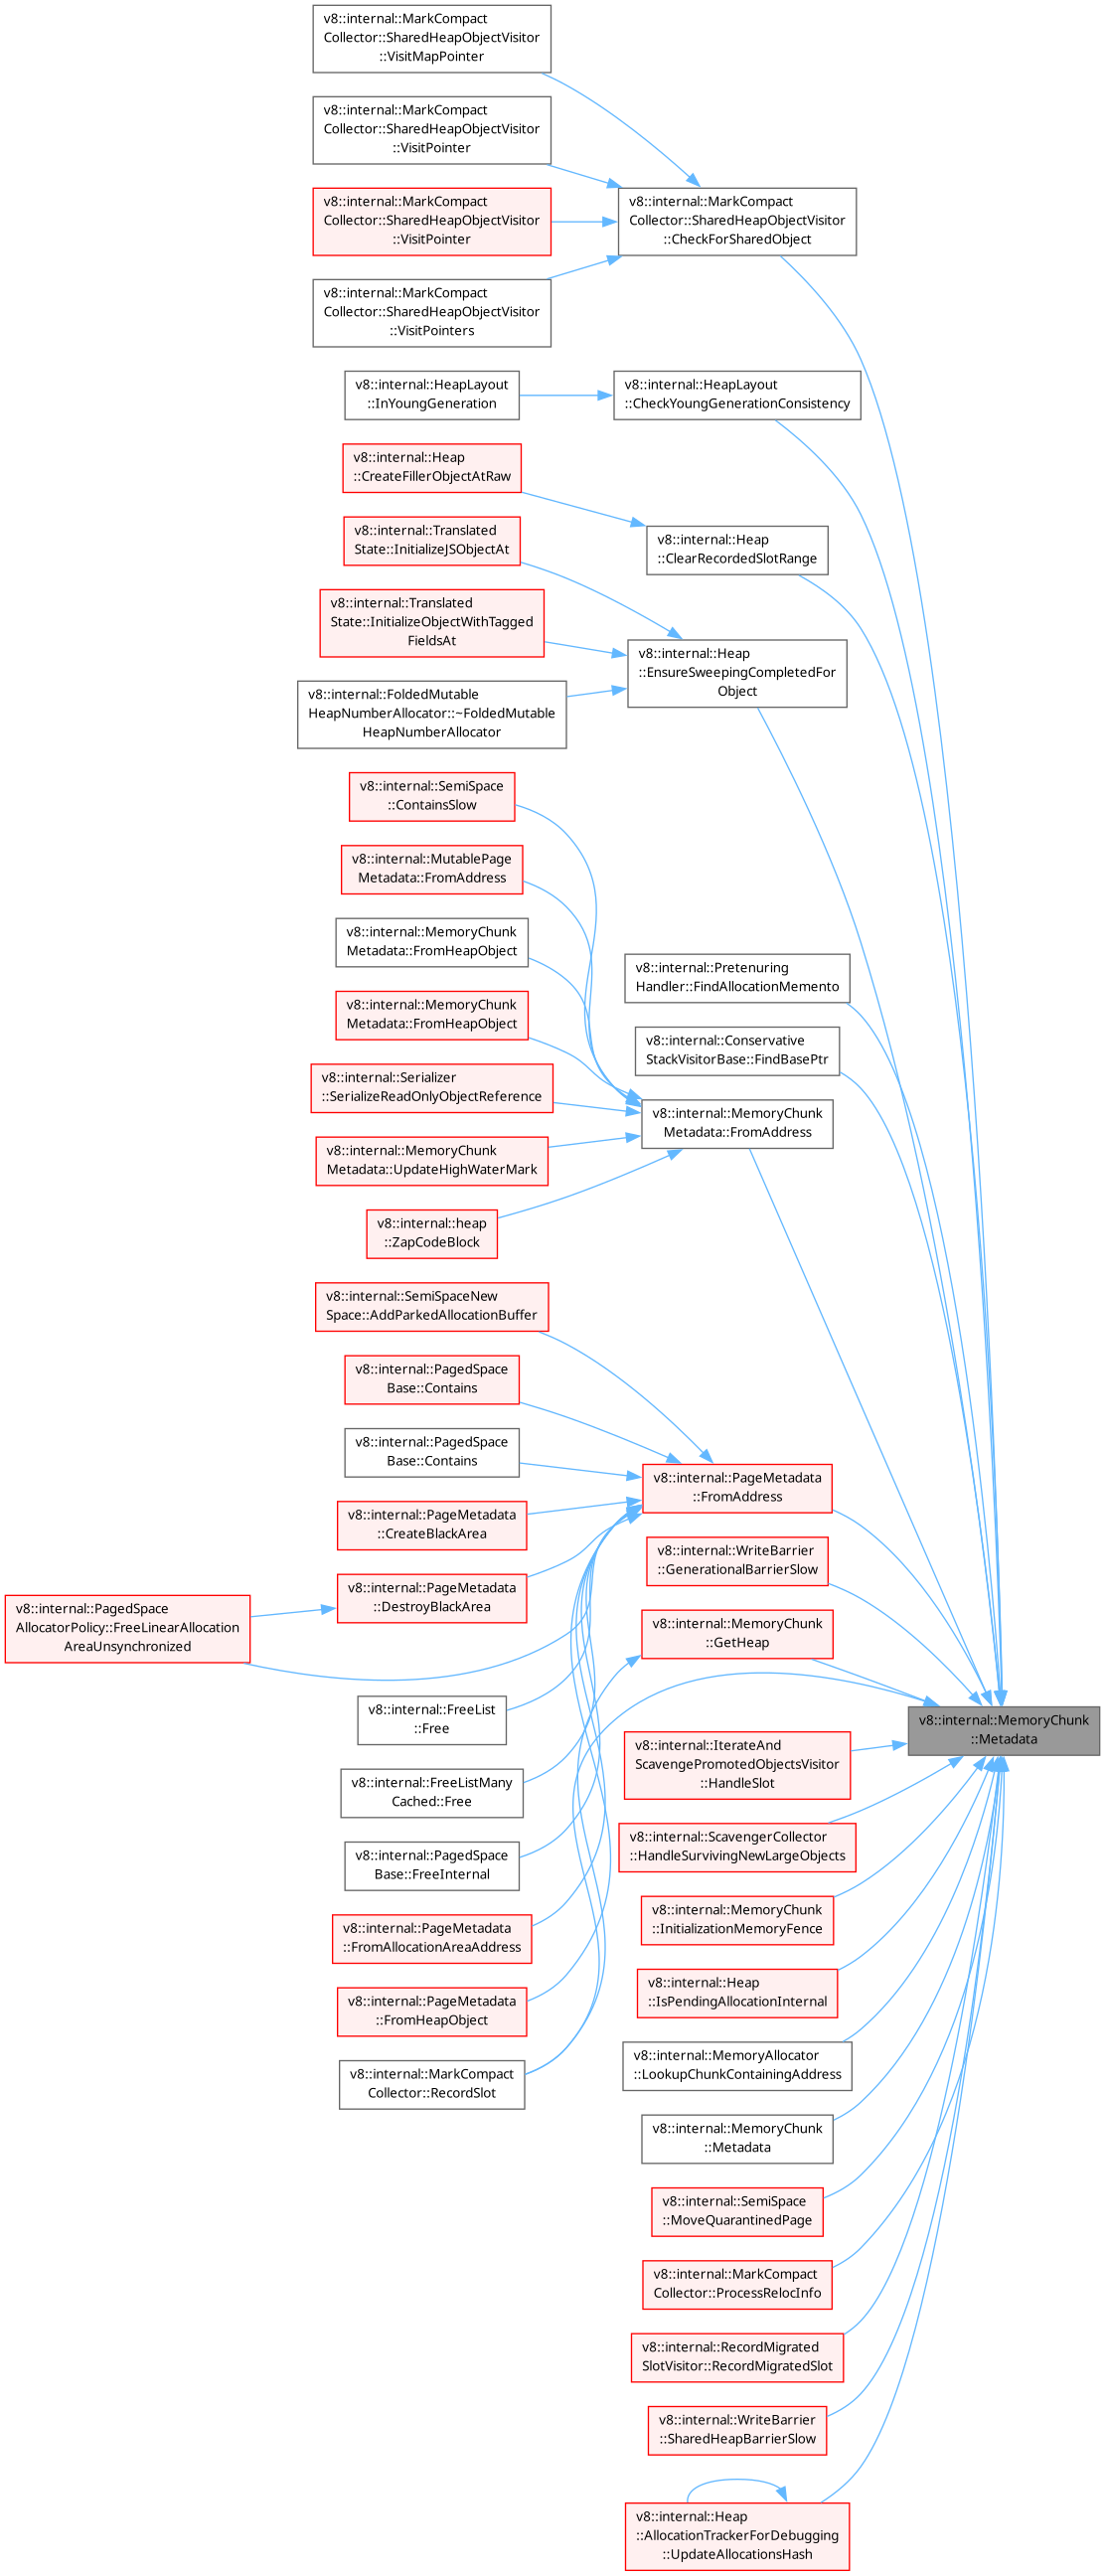 v8::internal::MarkCompact
Collector::SharedHeapObjectVisitor
::VisitMapPointer
v8::internal::MarkCompact
Collector::SharedHeapObjectVisitor
::VisitPointer
v8::internal::MarkCompact
Collector::SharedHeapObjectVisitor
::VisitPointer
v8::internal::MarkCompact
Collector::SharedHeapObjectVisitor
::VisitPointers
v8::internal::MarkCompact
Collector::SharedHeapObjectVisitor
::CheckForSharedObject
v8::internal::HeapLayout
::InYoungGeneration
v8::internal::HeapLayout
::CheckYoungGenerationConsistency
v8::internal::Heap
::CreateFillerObjectAtRaw
v8::internal::Heap
::ClearRecordedSlotRange
v8::internal::Translated
State::InitializeJSObjectAt
v8::internal::Translated
State::InitializeObjectWithTagged
FieldsAt
v8::internal::FoldedMutable
HeapNumberAllocator::~FoldedMutable
HeapNumberAllocator
v8::internal::Heap
::EnsureSweepingCompletedFor
Object
v8::internal::SemiSpace
::ContainsSlow
v8::internal::MutablePage
Metadata::FromAddress
v8::internal::MemoryChunk
Metadata::FromHeapObject
v8::internal::MemoryChunk
Metadata::FromHeapObject
v8::internal::Serializer
::SerializeReadOnlyObjectReference
v8::internal::MemoryChunk
Metadata::UpdateHighWaterMark
v8::internal::heap
::ZapCodeBlock
v8::internal::Pretenuring
Handler::FindAllocationMemento
v8::internal::Conservative
StackVisitorBase::FindBasePtr
v8::internal::MemoryChunk
Metadata::FromAddress
v8::internal::SemiSpaceNew
Space::AddParkedAllocationBuffer
v8::internal::PagedSpace
Base::Contains
v8::internal::PagedSpace
Base::Contains
v8::internal::PageMetadata
::CreateBlackArea
v8::internal::PageMetadata
::DestroyBlackArea
v8::internal::PagedSpace
AllocatorPolicy::FreeLinearAllocation
AreaUnsynchronized
v8::internal::FreeList
::Free
v8::internal::FreeListMany
Cached::Free
v8::internal::PagedSpace
Base::FreeInternal
v8::internal::PageMetadata
::FromAllocationAreaAddress
v8::internal::PageMetadata
::FromHeapObject
v8::internal::MarkCompact
Collector::RecordSlot
v8::internal::PageMetadata
::FromAddress
v8::internal::WriteBarrier
::GenerationalBarrierSlow
v8::internal::MemoryChunk
::GetHeap
v8::internal::MemoryChunk
::Metadata
v8::internal::IterateAnd
ScavengePromotedObjectsVisitor
::HandleSlot
v8::internal::ScavengerCollector
::HandleSurvivingNewLargeObjects
v8::internal::MemoryChunk
::InitializationMemoryFence
v8::internal::Heap
::IsPendingAllocationInternal
v8::internal::MemoryAllocator
::LookupChunkContainingAddress
v8::internal::MemoryChunk
::Metadata
v8::internal::SemiSpace
::MoveQuarantinedPage
v8::internal::MarkCompact
Collector::ProcessRelocInfo
v8::internal::RecordMigrated
SlotVisitor::RecordMigratedSlot
v8::internal::WriteBarrier
::SharedHeapBarrierSlow
v8::internal::Heap
::AllocationTrackerForDebugging
::UpdateAllocationsHash